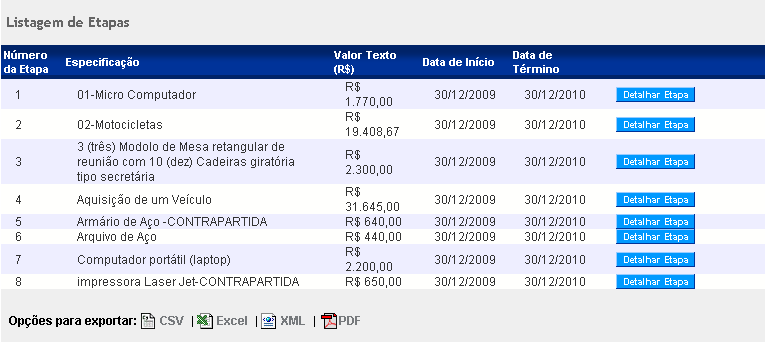 Listagem de Etapas
Número da Etapa Especificação Valor Texto (R$) Data de Início Data de Término
1 01-Micro Computador R$ 1.770,00 30/12/2009 30/12/2010 Detalhar Etapa
2 02-Motocicletas R$ 19.408,67 30/12/2009 30/12/2010 Detalhar Etapa
3 3 (três) Modolo de Mesa retangular de reunião com 10 (dez) Cadeiras giratória tipo secretária R$ 2.300,00 30/12/2009 30/12/2010 Detalhar Etapa
4 Aquisição de um Veículo R$ 31.645,00 30/12/2009 30/12/2010 Detalhar Etapa
5 Armário de Aço -CONTRAPARTIDA R$ 640,00 30/12/2009 30/12/2010 Detalhar Etapa
6 Arquivo de Aço R$ 440,00 30/12/2009 30/12/2010 Detalhar Etapa
7 Computador portátil (laptop) R$ 2.200,00 30/12/2009 30/12/2010 Detalhar Etapa
8 impressora Laser Jet-CONTRAPARTIDA R$ 650,00 30/12/2009 30/12/2010 Detalhar Etapa
Opções para exportar: CSV | Excel | XML | PDF